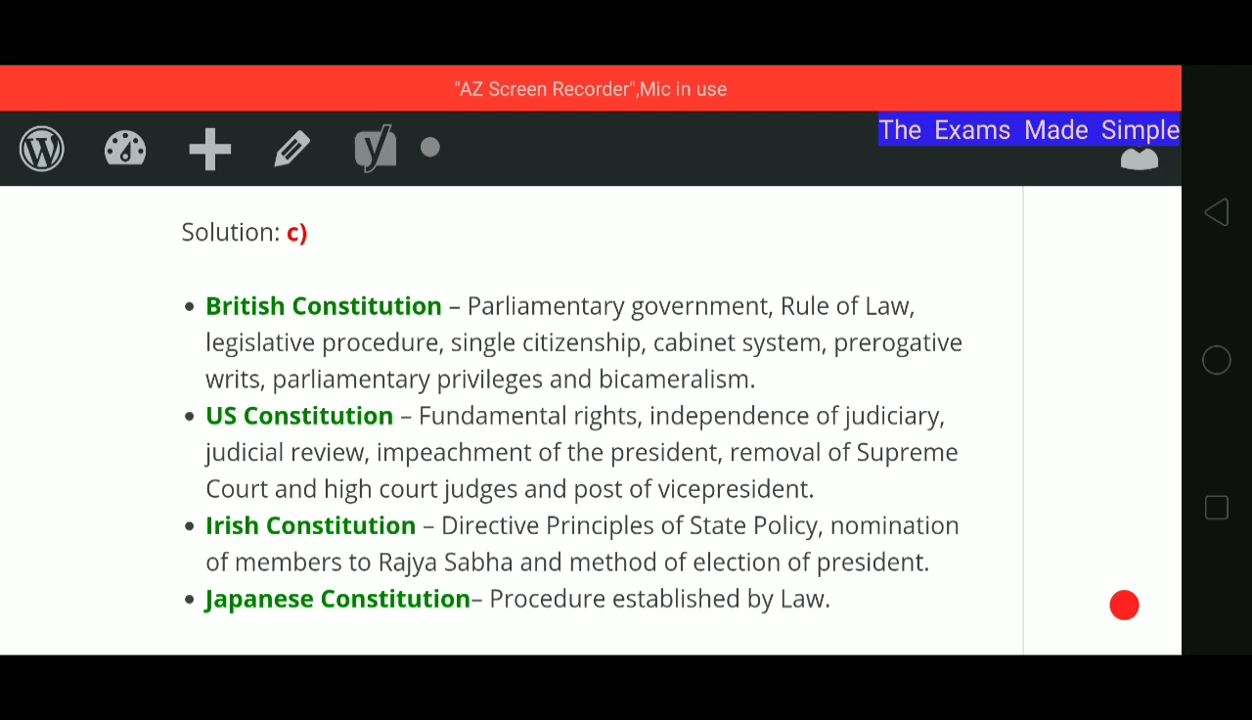 "AZ Screen Recorder",Mic in use
The Exams Made Simple
Solution: c)
British Constitution – Parliamentary government, Rule of Law,
legislative procedure, single citizenship, cabinet system, prerogative
writs, parliamentary privileges and bicameralism.
US Constitution – Fundamental rights, independence of judiciary,
judicial review, impeachment of the president, removal of Supreme
Court and high court judges and post of vicepresident.
Irish Constitution – Directive Principles of State Policy, nomination
of members to Rajya Sabha and method of election of president.
Japanese Constitution– Procedure established by Law.